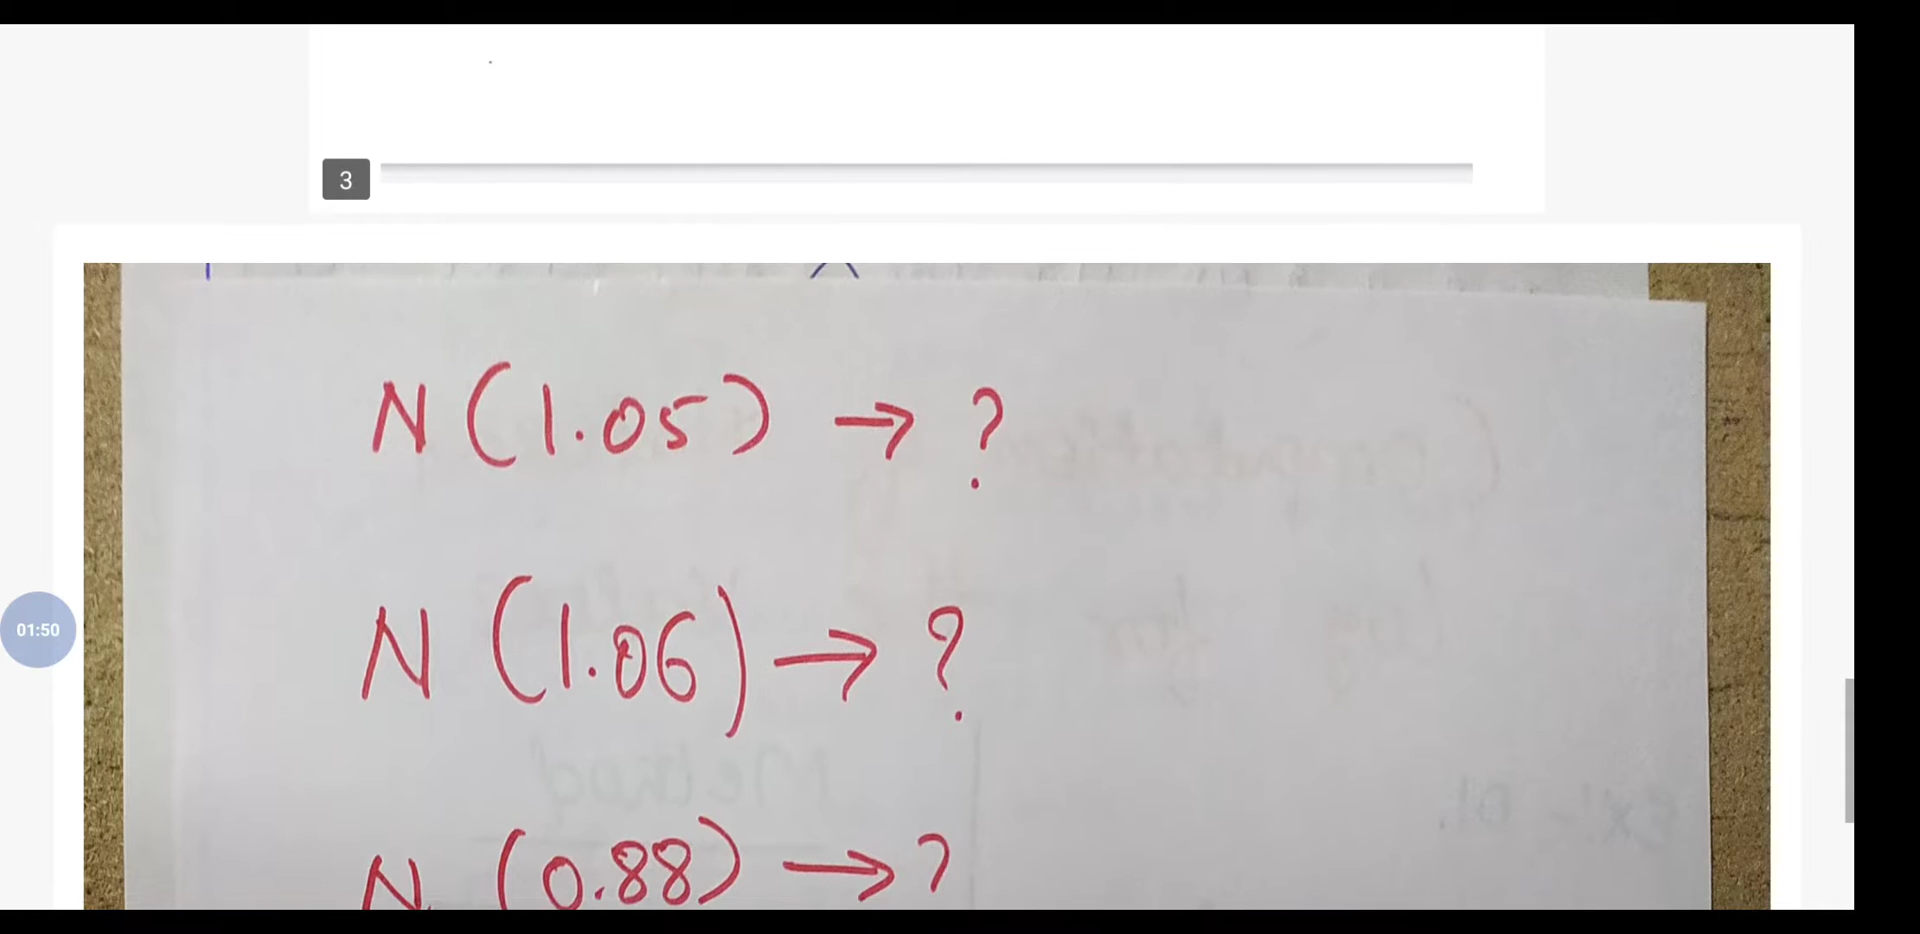 3
N (1.05) → ?
N (1.06) → ?
01:50
N (0.88) → ?